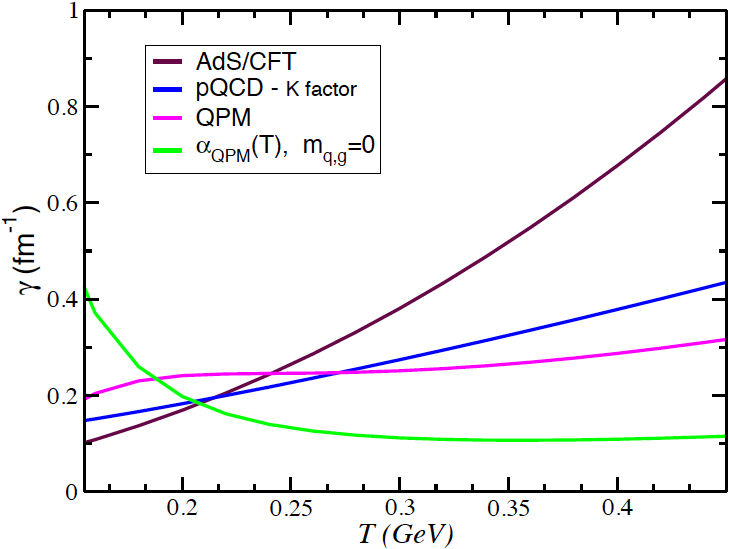 1
0.8
0.6
0.4
0.2
0
γ (fm⁻¹)
AdS/CFT
pQCD - K factor
QPM
α_QPM(T), m_q,g=0
0.2 0.25 0.3 0.35 0.4
T (GeV)